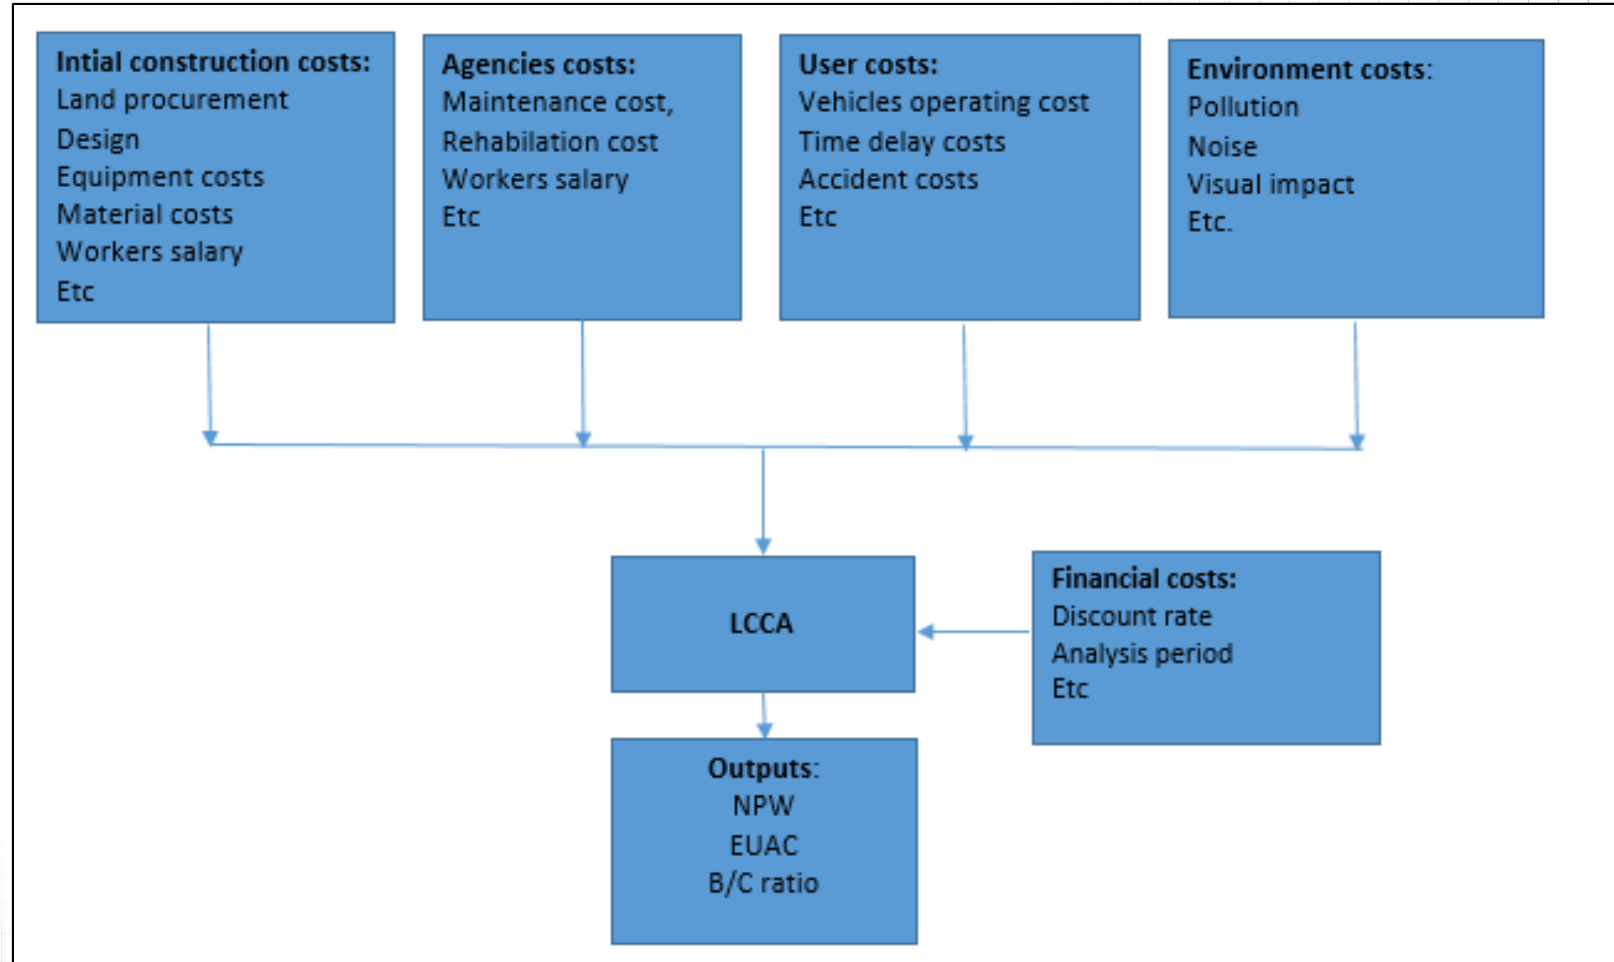 Intial construction costs:
Land procurement
Design
Equipment costs
Material costs
Workers salary
Etc
Agencies costs:
Maintenance cost,
Rehabilation cost
Workers salary
Etc
User costs:
Vehicles operating cost
Time delay costs
Accident costs
Etc
Environment costs:
Pollution
Noise
Visual impact
Etc.
LCCA
Financial costs:
Discount rate
Analysis period
Etc
Outputs:
NPW
EUAC
B/C ratio